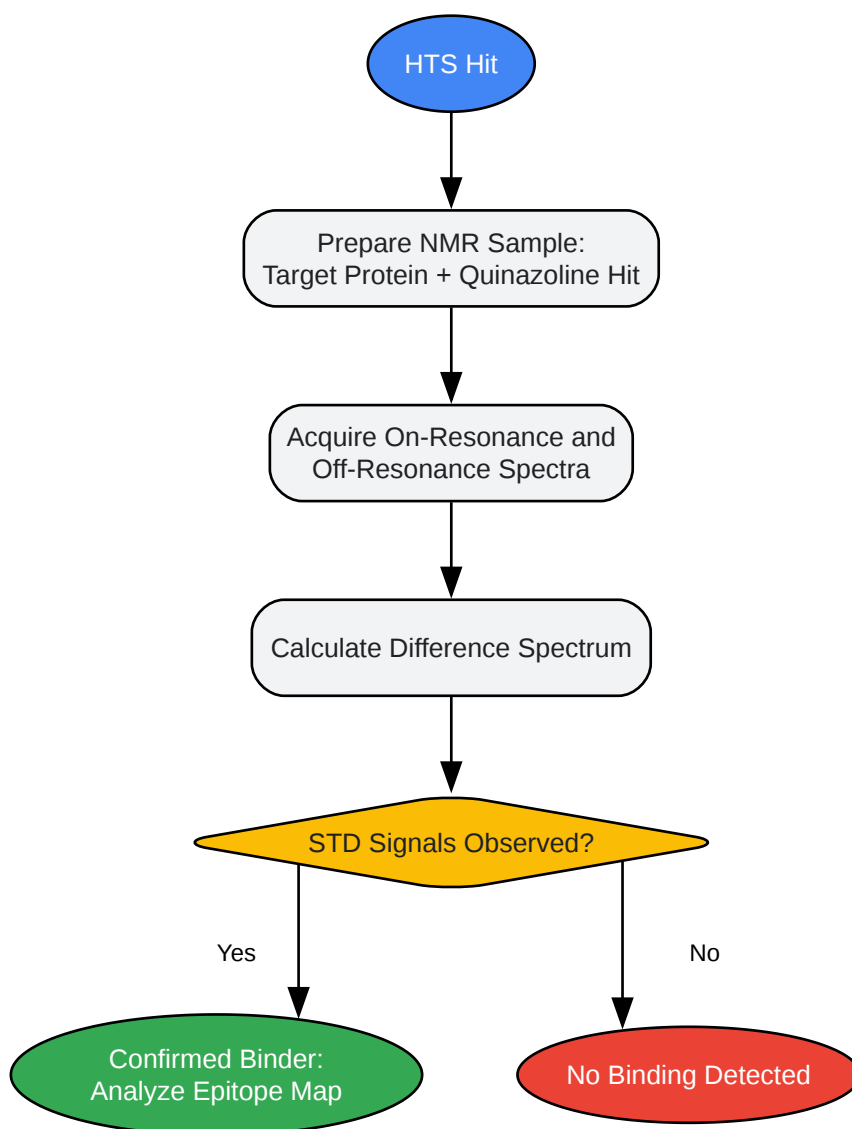 HTS Hit
Prepare NMR Sample:
Target Protein + Quinazoline Hit
Acquire On-Resonance and
Off-Resonance Spectra
Calculate Difference Spectrum
STD Signals Observed?
Yes
No
Confirmed Binder:
Analyze Epitope Map
No Binding Detected